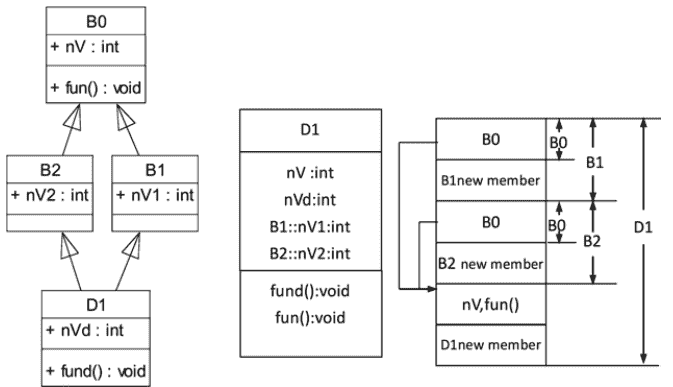 B0
+ nV : int
+ fun() : void
B2
+ nV2 : int
B1
+ nV1 : int
D1
+ nVd : int
+ fund() : void
D1
nV :int
nVd:int
B1::nV1:int
B2::nV2:int
fund():void
fun():void
B0
B1new member
B0
B2 new member
nV,fun()
D1new member
B0
B1
B0
B2
D1